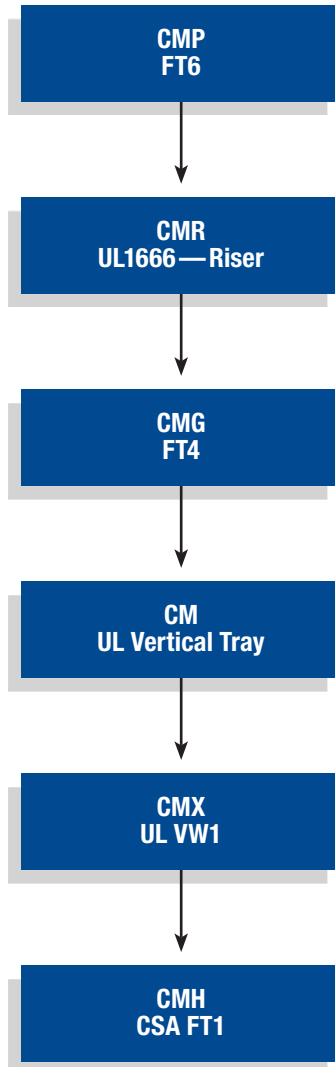 CMP
FT6
CMR
UL1666 — Riser
CMG
FT4
CM
UL Vertical Tray
CMX
UL VW1
CMH
CSA FT1